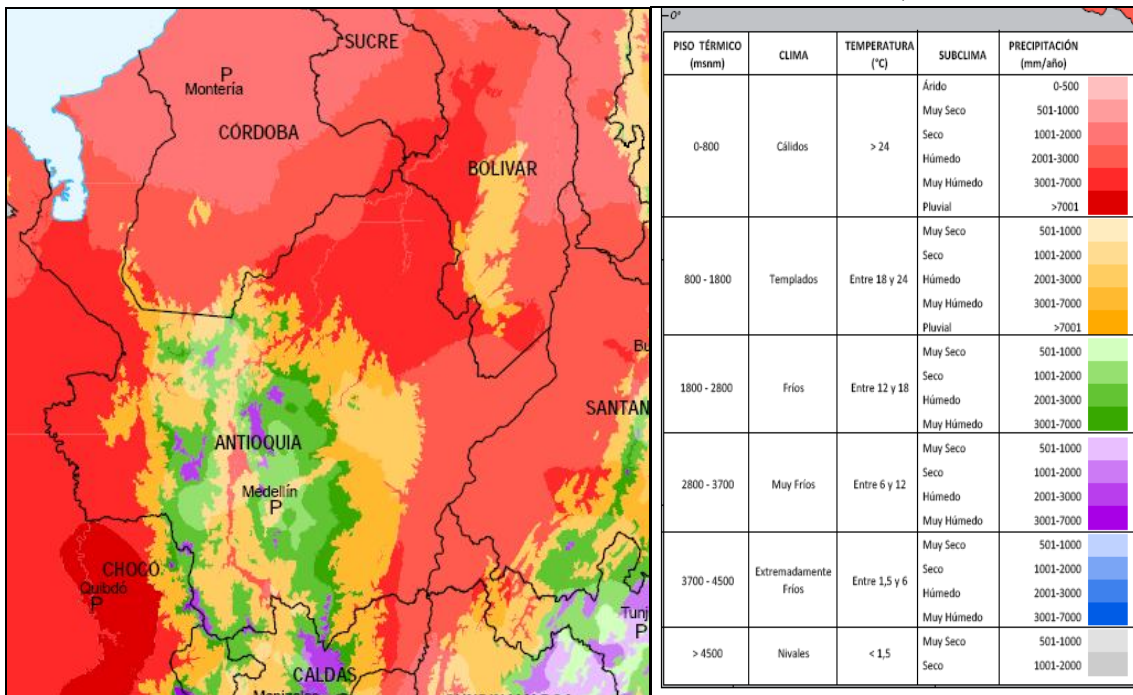 SUCRE
P
Montería
CÓRDOBA
BOLIVAR
Bu
SANTAN
ANTIOQUIA
Medellín
P
CHOCÓ
Quibdó
P
Tunj
P
CALDAS
0°
PISO TÉRMICO (msnm) CLIMA TEMPERATURA (°C) SUBCLIMA PRECIPITACIÓN (mm/año)
0-800 Cálidos > 24
Árido 0-500
Muy Seco 501-1000
Seco 1001-2000
Húmedo 2001-3000
Muy Húmedo 3001-7000
Pluvial >7001
800 - 1800 Templados Entre 18 y 24
Muy Seco 501-1000
Seco 1001-2000
Húmedo 2001-3000
Muy Húmedo 3001-7000
Pluvial >7001
1800 - 2800 Fríos Entre 12 y 18
Muy Seco 501-1000
Seco 1001-2000
Húmedo 2001-3000
Muy Húmedo 3001-7000
2800 - 3700 Muy Fríos Entre 6 y 12
Muy Seco 501-1000
Seco 1001-2000
Húmedo 2001-3000
Muy Húmedo 3001-7000
3700 - 4500 Extremadamente Fríos Entre 1,5 y 6
Muy Seco 501-1000
Seco 1001-2000
Húmedo 2001-3000
Muy Húmedo 3001-7000
> 4500 Nivales < 1,5
Muy Seco 501-1000
Seco 1001-2000